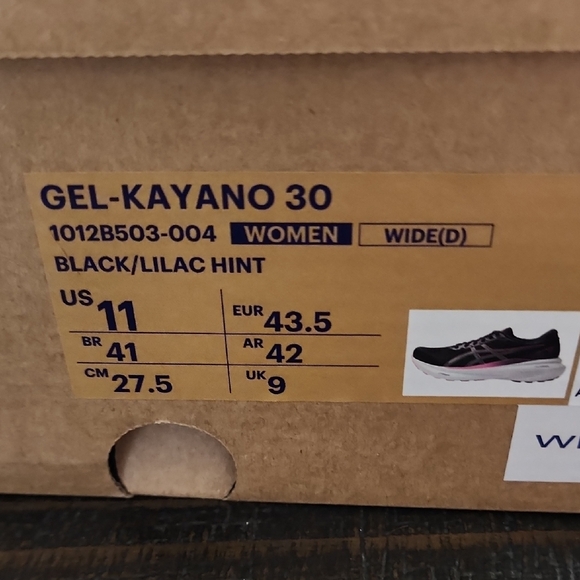 GEL-KAYANO 30
1012B503-004 WOMEN WIDE(D)
BLACK/LILAC HINT
US 11 EUR 43.5
BR 41 AR 42
CM 27.5 UK 9